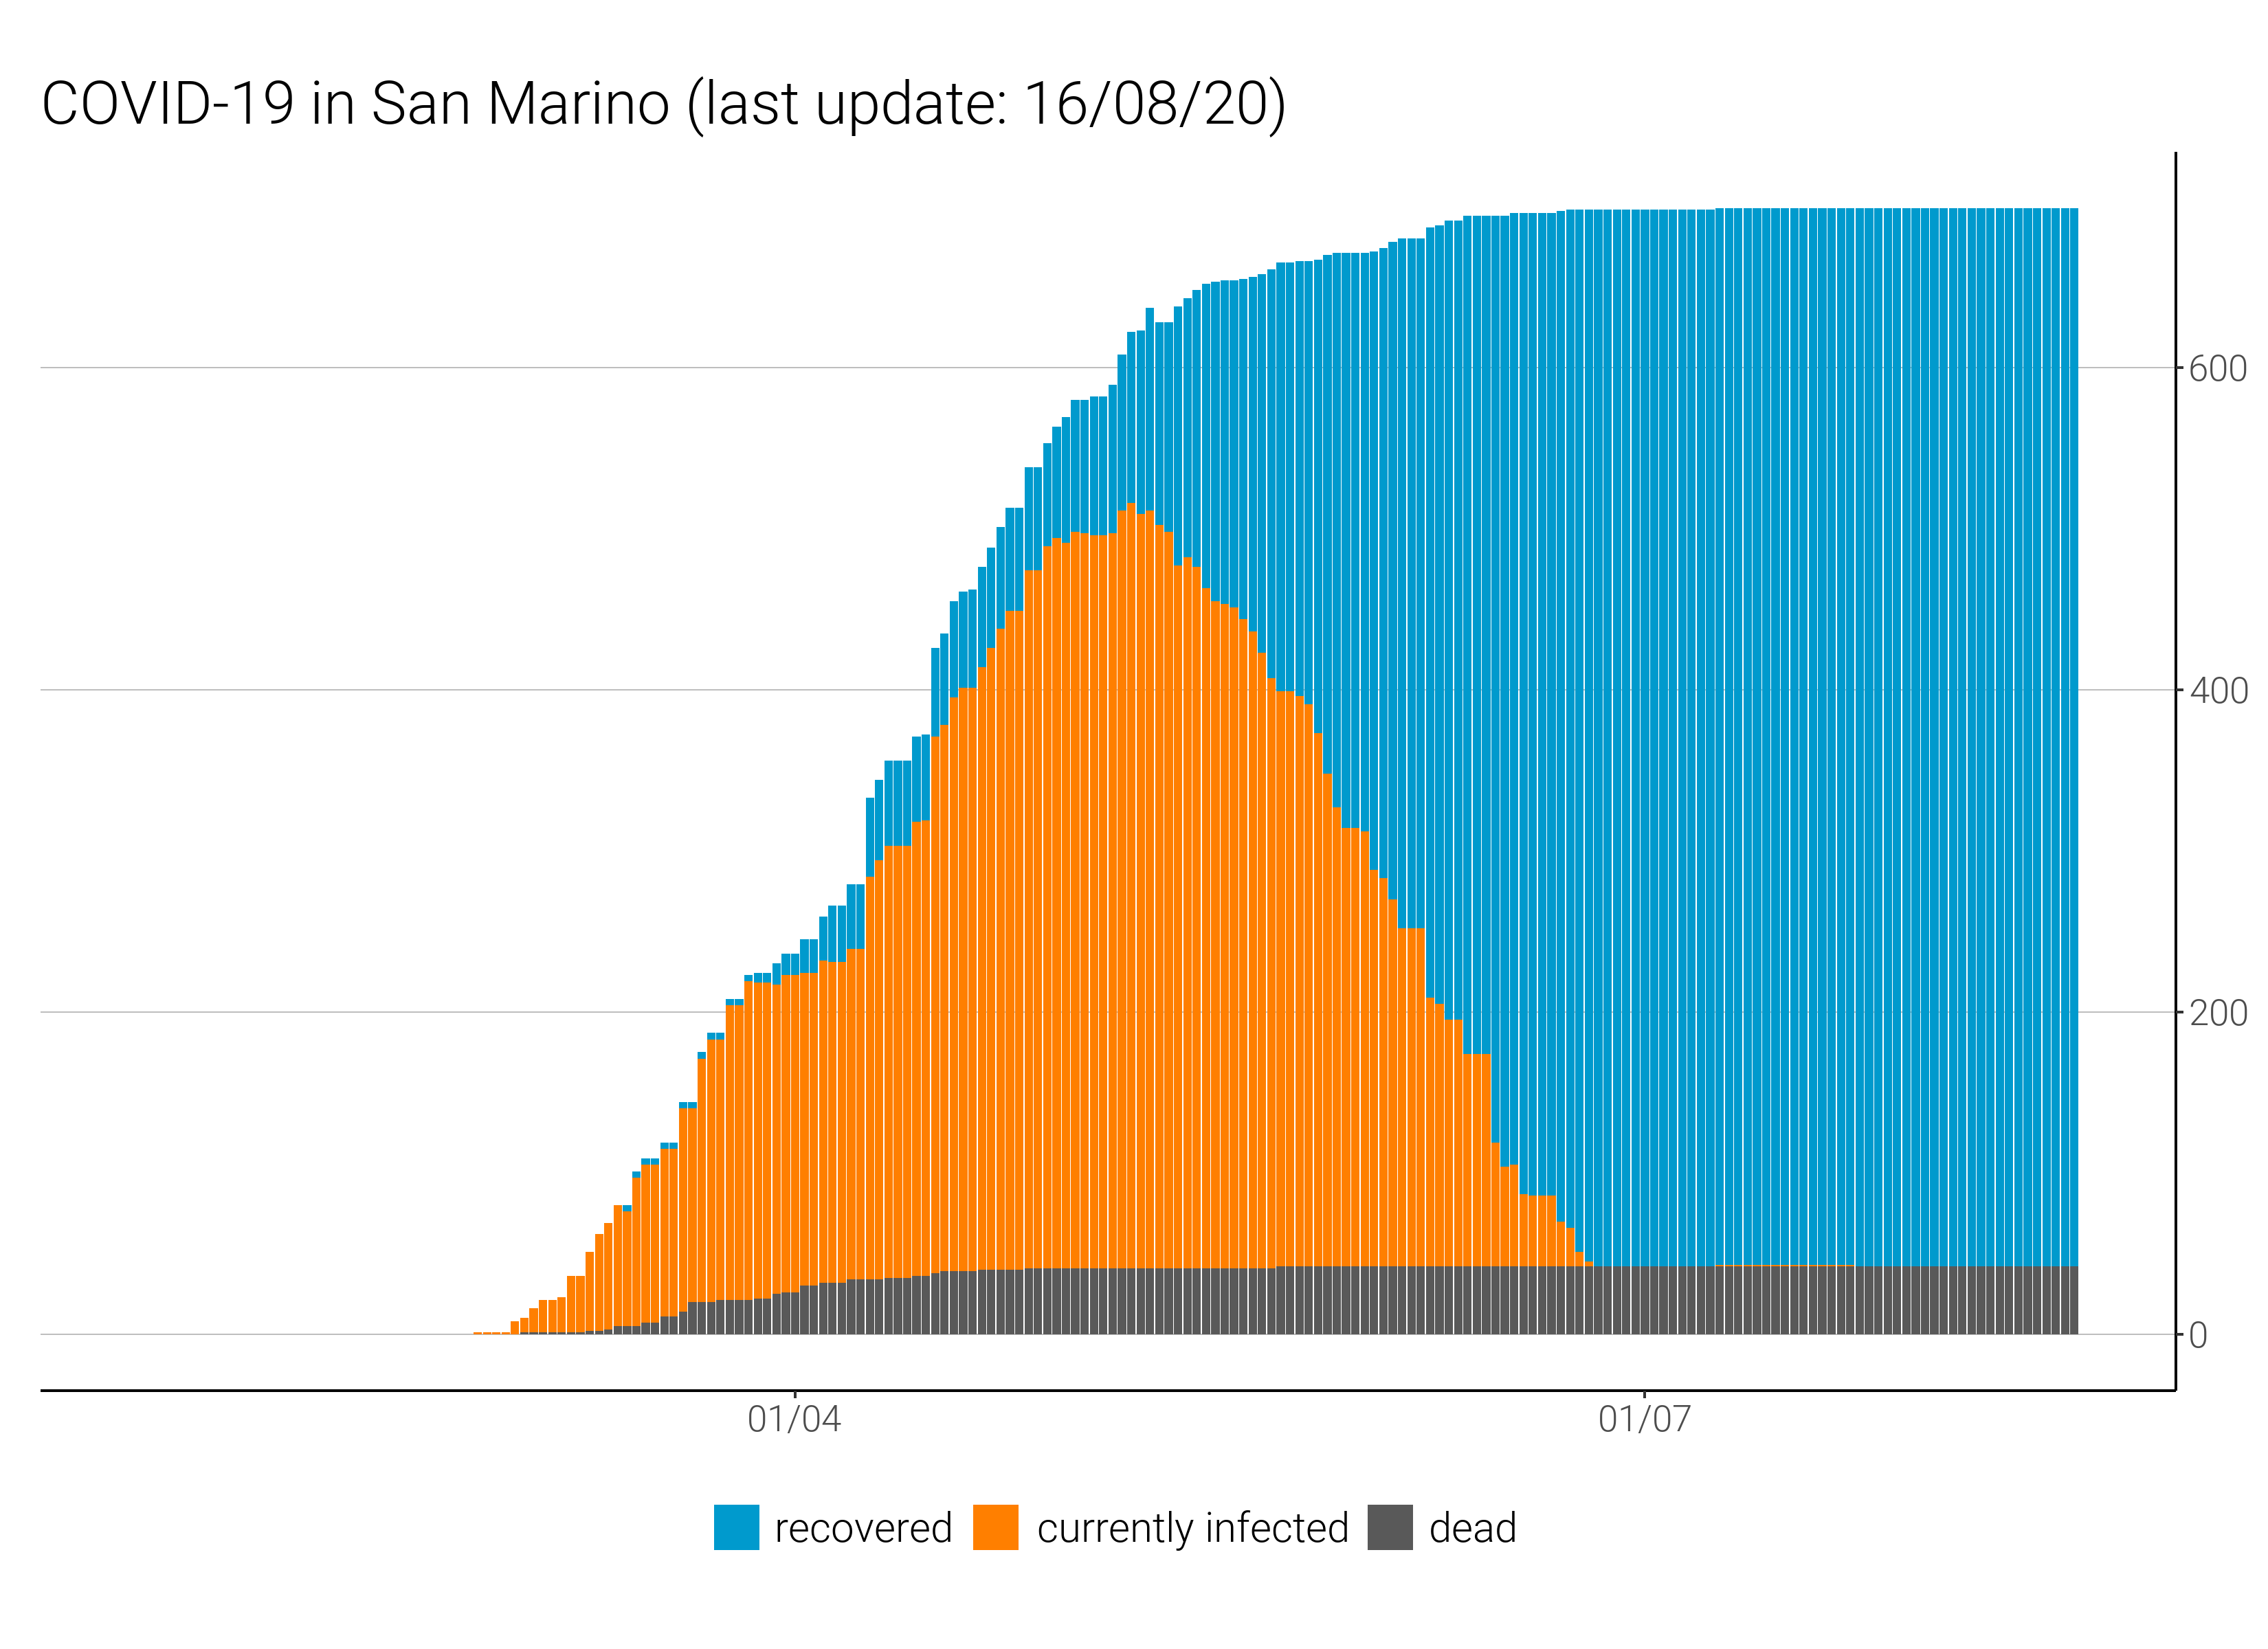 COVID-19 in San Marino (last update: 16/08/20)
600
400
200
0
01/04 01/07
recovered currently infected dead